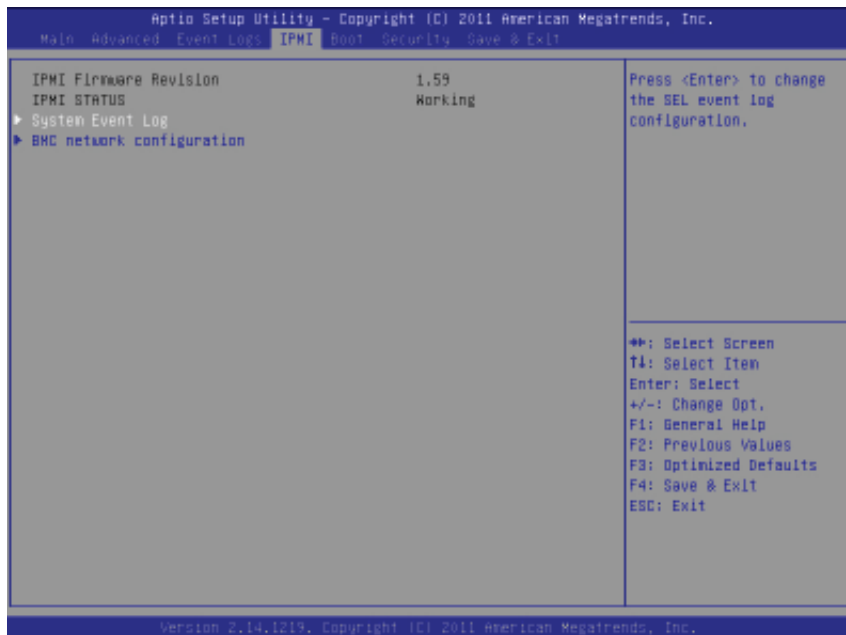 Aptio Setup Utility - Copyright (C) 2011 American Megatrends, Inc.
Main Advanced Event Logs IPMI Boot Security Save & Exit
IPMI Firmware Revision 1.59
IPMI STATUS Working
▶ System Event Log
▶ BMC network configuration
Press <Enter> to change
the SEL event log
configuration.
→←: Select Screen
↑↓: Select Item
Enter: Select
+/-: Change Opt.
F1: General Help
F2: Previous Values
F3: Optimized Defaults
F4: Save & Exit
ESC: Exit
Version 2.14.1219. Copyright (C) 2011 American Megatrends, Inc.